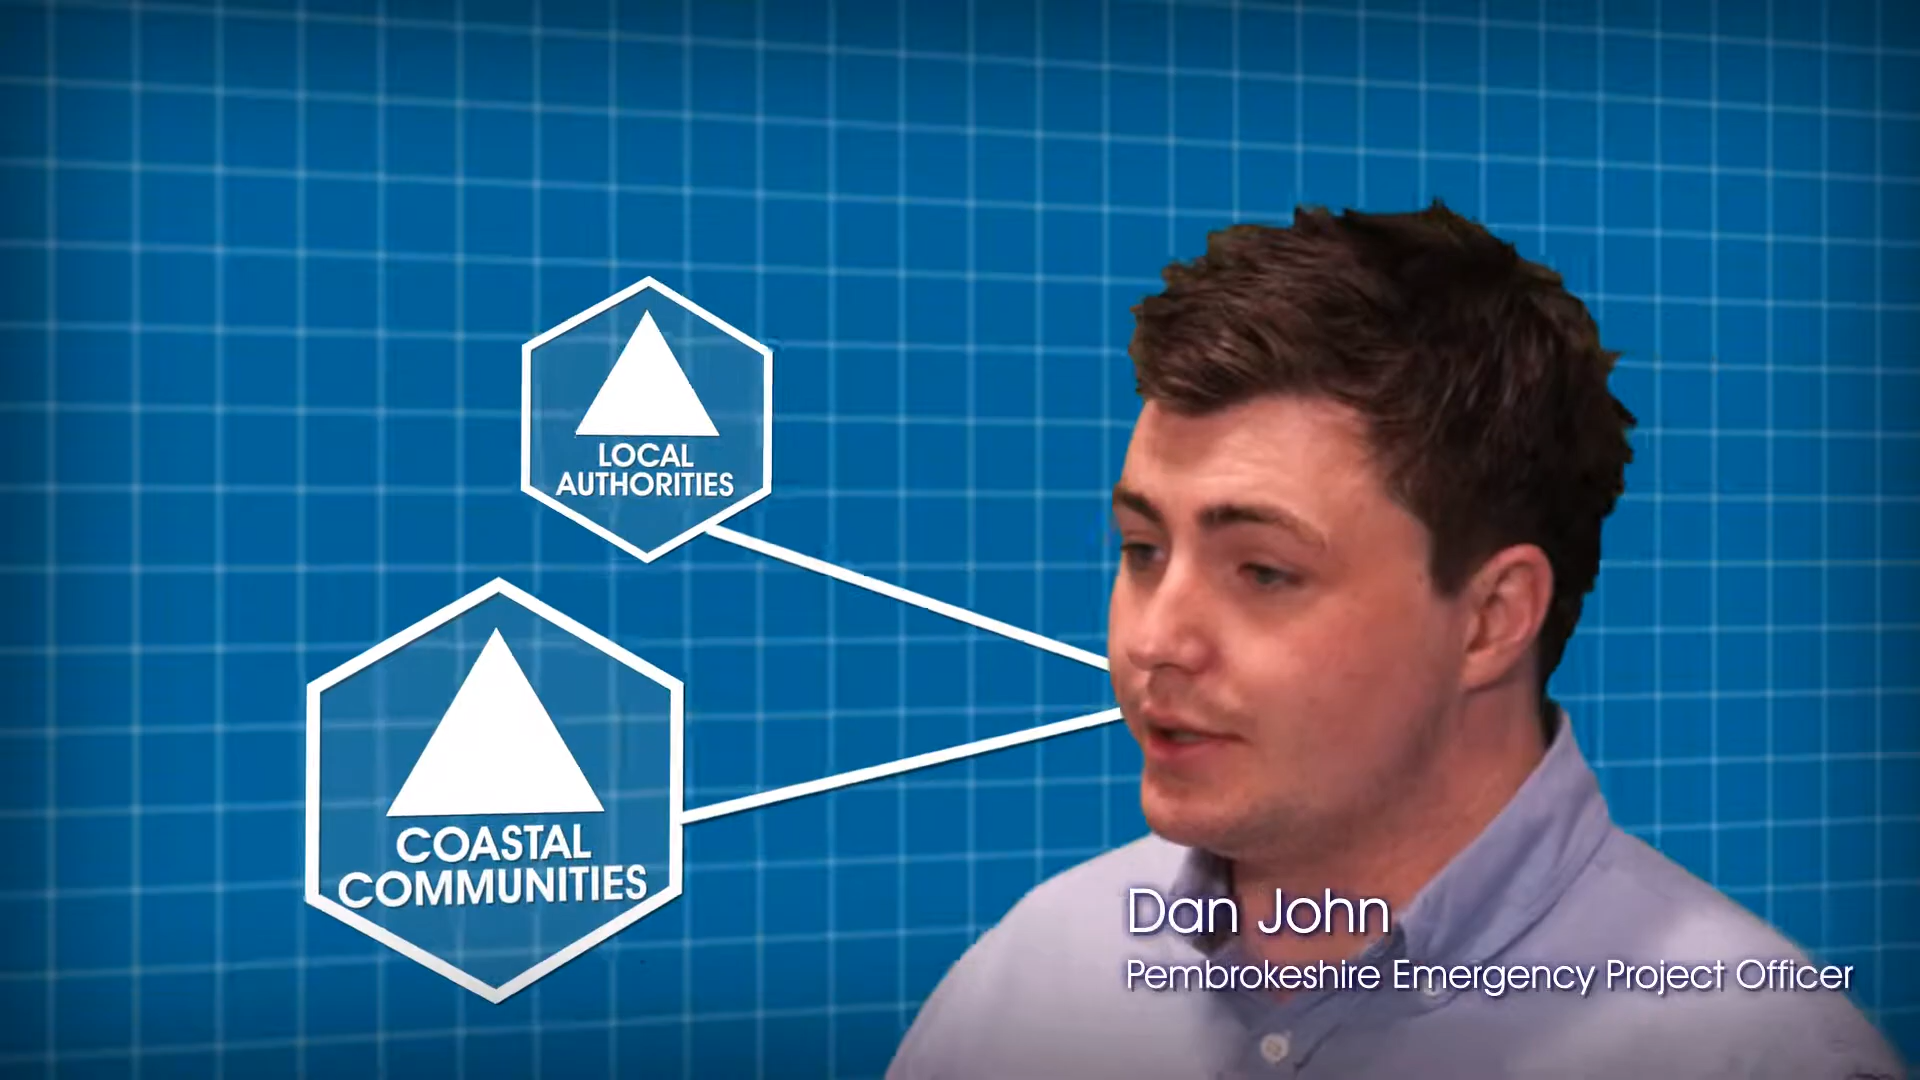 LOCAL
AUTHORITIES
COASTAL
COMMUNITIES
Dan John
Pembrokeshire Emergency Project Officer